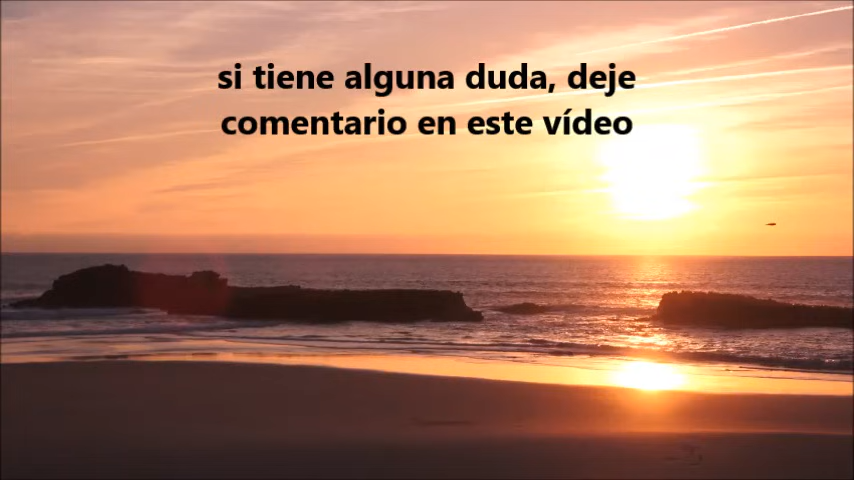 si tiene alguna duda, deje
comentario en este vídeo